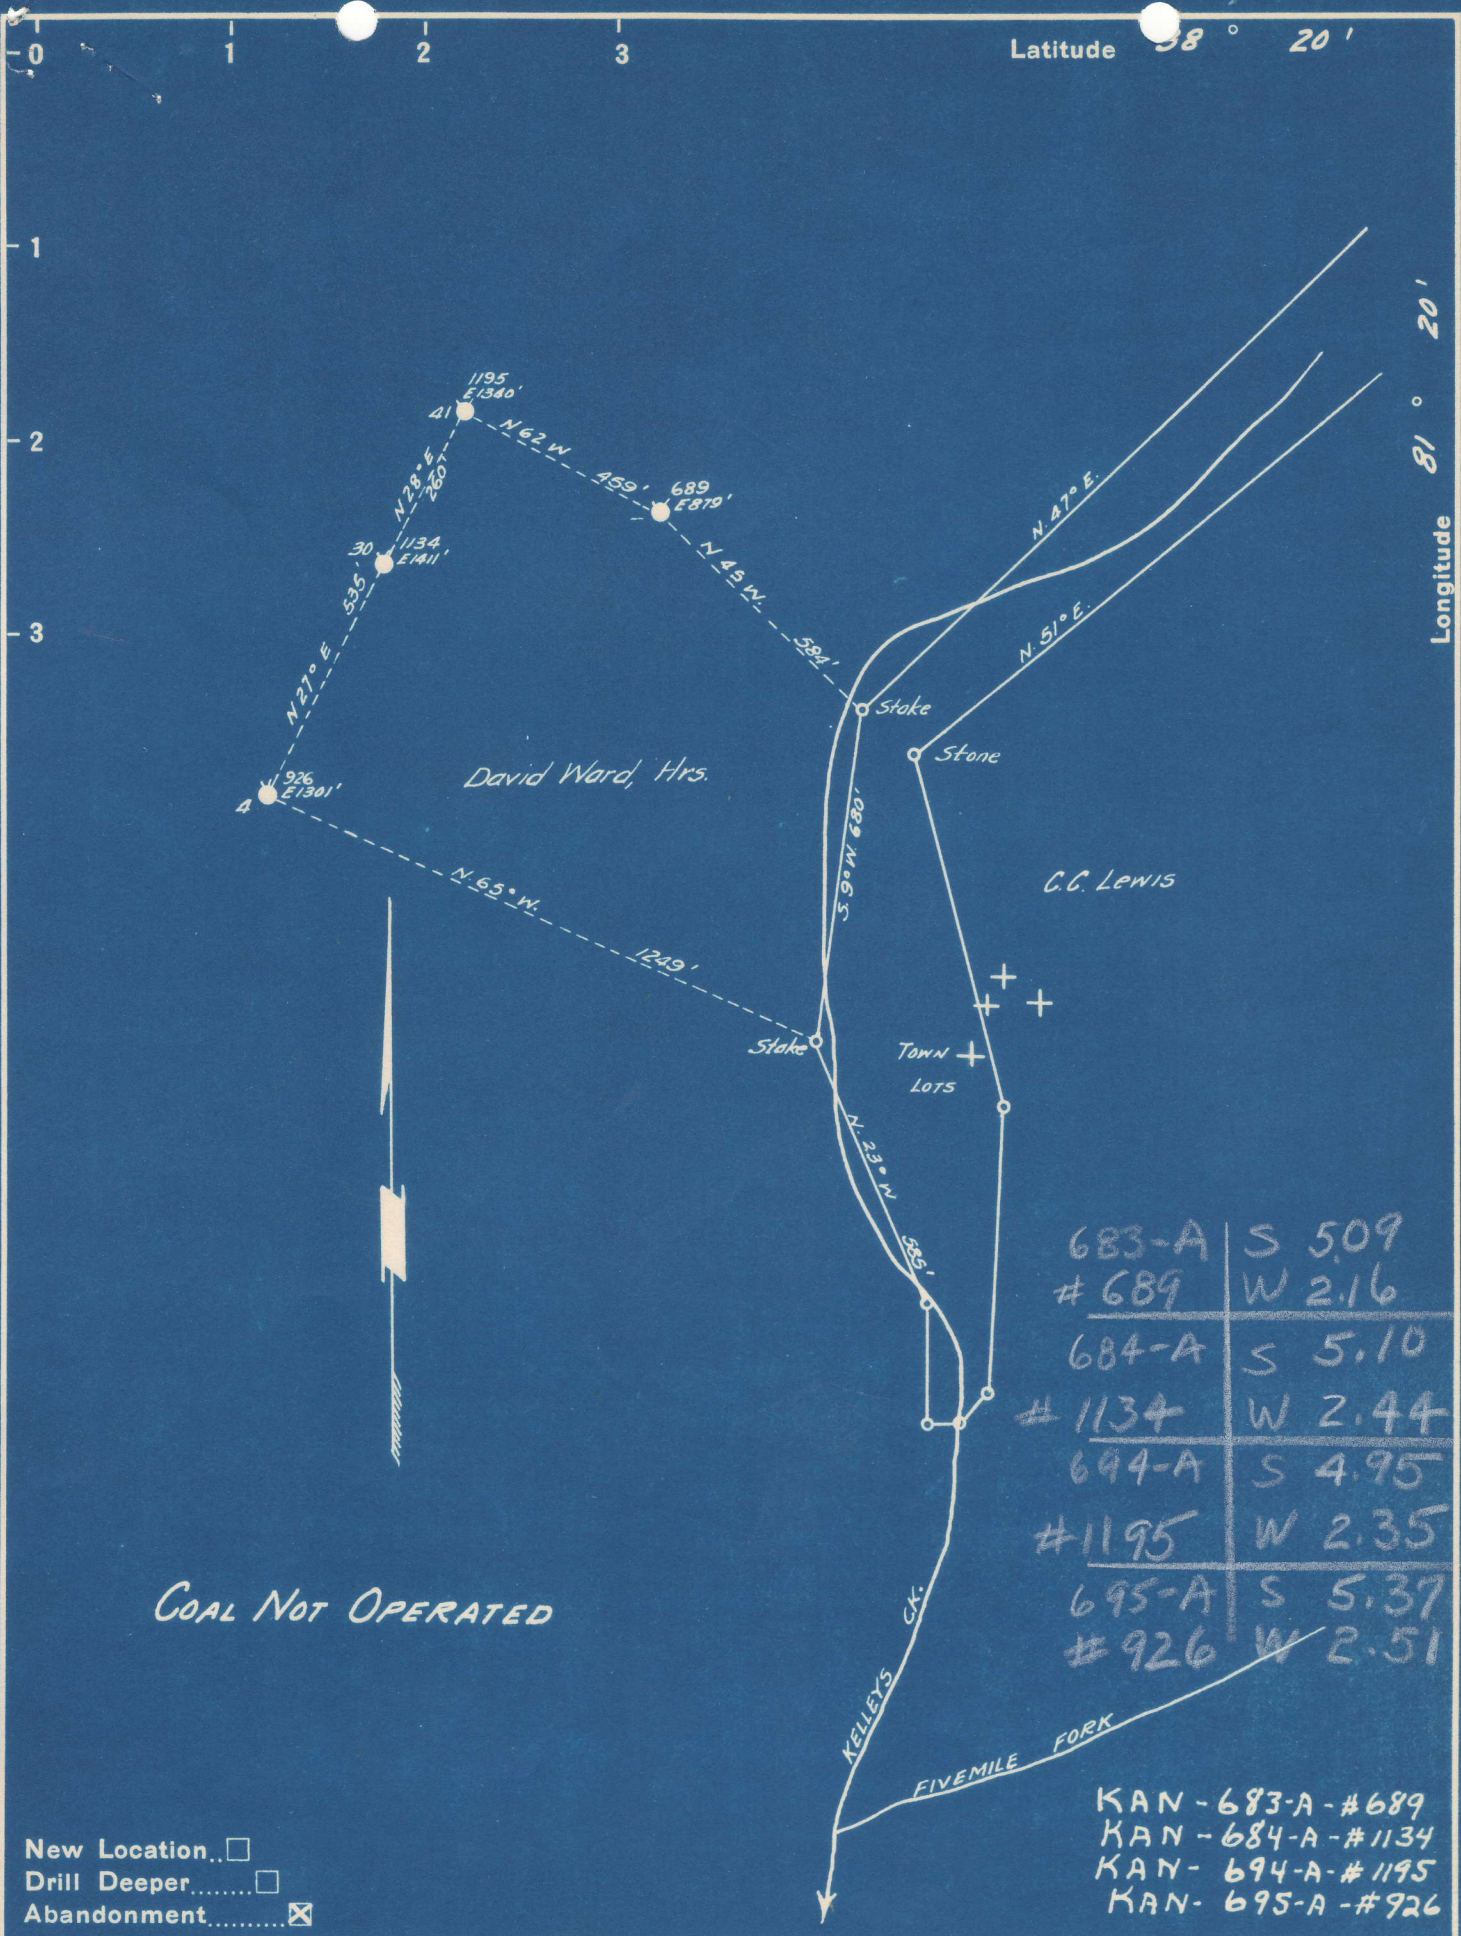 0 1 2 3
Latitude 38° 20'
1
2
3
81° 20'
Longitude
1195
E1340'
41
N 62 W
459'
689
E879'
N 28° E
260'
30
1134
E1411'
N 45 W.
584'
535'
N 27° E
926
E1301'
4
N. 47° E.
N. 51° E.
Stake
Stone
David Ward, Hrs.
S. 9° W. 680'
C.C. Lewis
N. 65° W.
1249'
Stake
TOWN
LOTS
N. 23° W
585'
683-A S 5.09
# 689 W 2.16
684-A S 5.10
# 1134 W 2.44
694-A S 4.95
#1195 W 2.35
695-A S 5.37
# 926 W 2.51
COAL NOT OPERATED
KELLEYS CK.
FIVEMILE FORK
KAN - 683-A - #689
KAN - 684-A - #1134
KAN - 694-A - #1195
KAN - 695-A - #926
New Location..☐
Drill Deeper........☐
Abandonment..........☒